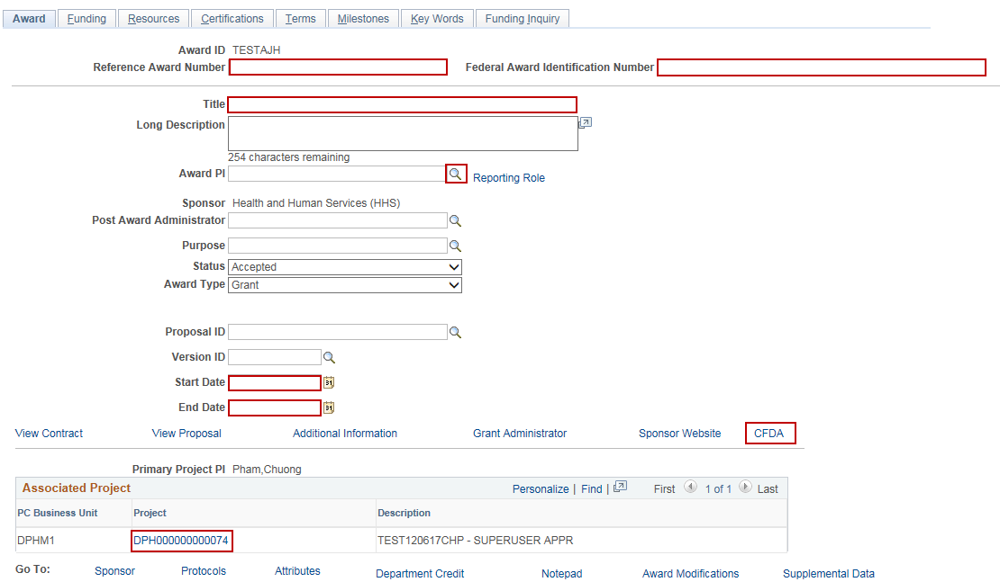 Award Funding Resources Certifications Terms Milestones Key Words Funding Inquiry
Award ID TESTAJH
Reference Award Number Federal Award Identification Number
Title
Long Description
254 characters remaining
Award PI Reporting Role
Sponsor Health and Human Services (HHS)
Post Award Administrator
Purpose
Status Accepted
Award Type Grant
Proposal ID
Version ID
Start Date 31
End Date 31
View Contract View Proposal Additional Information Grant Administrator Sponsor Website CFDA
Primary Project PI Pham,Chuong
Associated Project Personalize | Find | First 1 of 1 Last
PC Business Unit Project Description
DPHM1 DPH000000000074 TEST120617CHP - SUPERUSER APPR
Go To: Sponsor Protocols Attributes Department Credit Notepad Award Modifications Supplemental Data